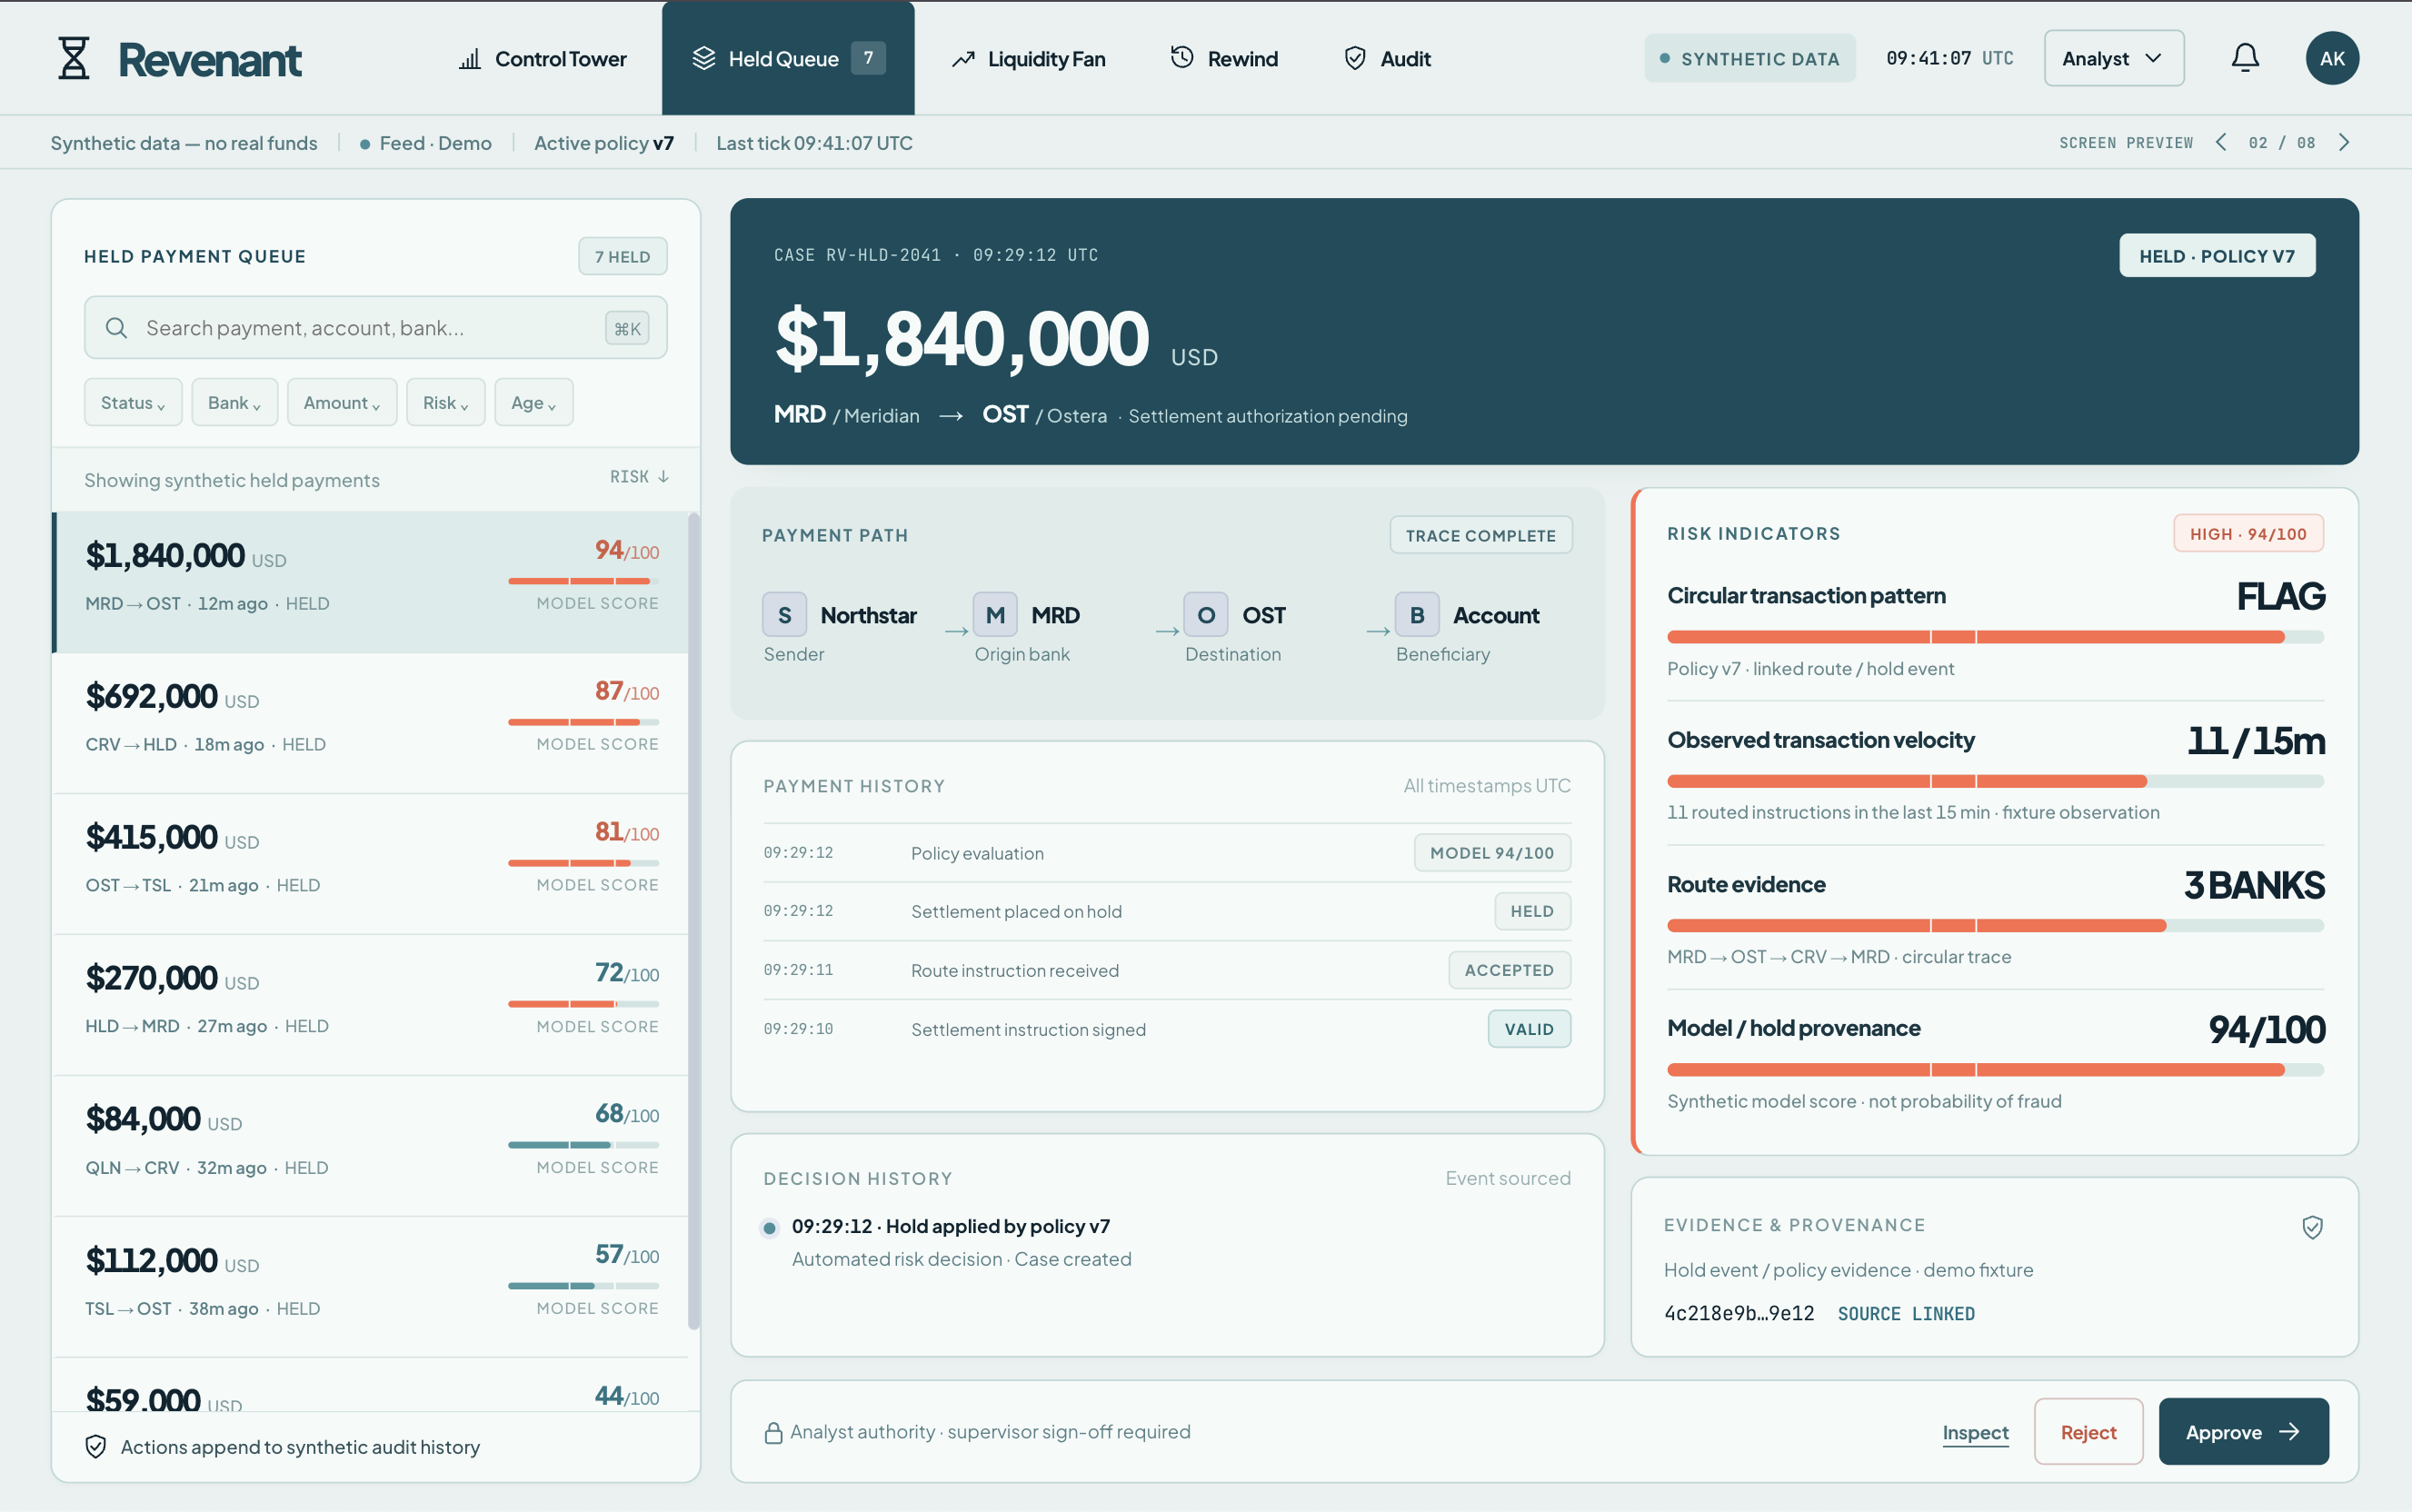 Revenant
Control Tower
Held Queue 7
Liquidity Fan
Rewind
Audit
SYNTHETIC DATA
09:41:07 UTC
Analyst
AK
Synthetic data — no real funds
Feed · Demo
Active policy v7
Last tick 09:41:07 UTC
SCREEN PREVIEW
02 / 08
HELD PAYMENT QUEUE
7 HELD
Search payment, account, bank...
⌘K
Status
Bank
Amount
Risk
Age
Showing synthetic held payments
RISK ↓
$1,840,000 USD
94/100
MRD → OST · 12m ago · HELD
MODEL SCORE
$692,000 USD
87/100
CRV → HLD · 18m ago · HELD
MODEL SCORE
$415,000 USD
81/100
OST → TSL · 21m ago · HELD
MODEL SCORE
$270,000 USD
72/100
HLD → MRD · 27m ago · HELD
MODEL SCORE
$84,000 USD
68/100
QLN → CRV · 32m ago · HELD
MODEL SCORE
$112,000 USD
57/100
TSL → OST · 38m ago · HELD
MODEL SCORE
$59,000 USD
44/100
Actions append to synthetic audit history
CASE RV-HLD-2041 · 09:29:12 UTC
HELD · POLICY V7
$1,840,000 USD
MRD / Meridian → OST / Ostera · Settlement authorization pending
PAYMENT PATH
TRACE COMPLETE
S Northstar → M MRD → O OST → B Account
Sender Origin bank Destination Beneficiary
PAYMENT HISTORY
All timestamps UTC
09:29:12 Policy evaluation MODEL 94/100
09:29:12 Settlement placed on hold HELD
09:29:11 Route instruction received ACCEPTED
09:29:10 Settlement instruction signed VALID
DECISION HISTORY
Event sourced
09:29:12 · Hold applied by policy v7
Automated risk decision · Case created
RISK INDICATORS
HIGH · 94/100
Circular transaction pattern FLAG
Policy v7 · linked route / hold event
Observed transaction velocity 11 / 15m
11 routed instructions in the last 15 min · fixture observation
Route evidence 3 BANKS
MRD → OST → CRV → MRD · circular trace
Model / hold provenance 94/100
Synthetic model score · not probability of fraud
EVIDENCE & PROVENANCE
Hold event / policy evidence · demo fixture
4c218e9b…9e12 SOURCE LINKED
Analyst authority · supervisor sign-off required
Inspect
Reject
Approve →